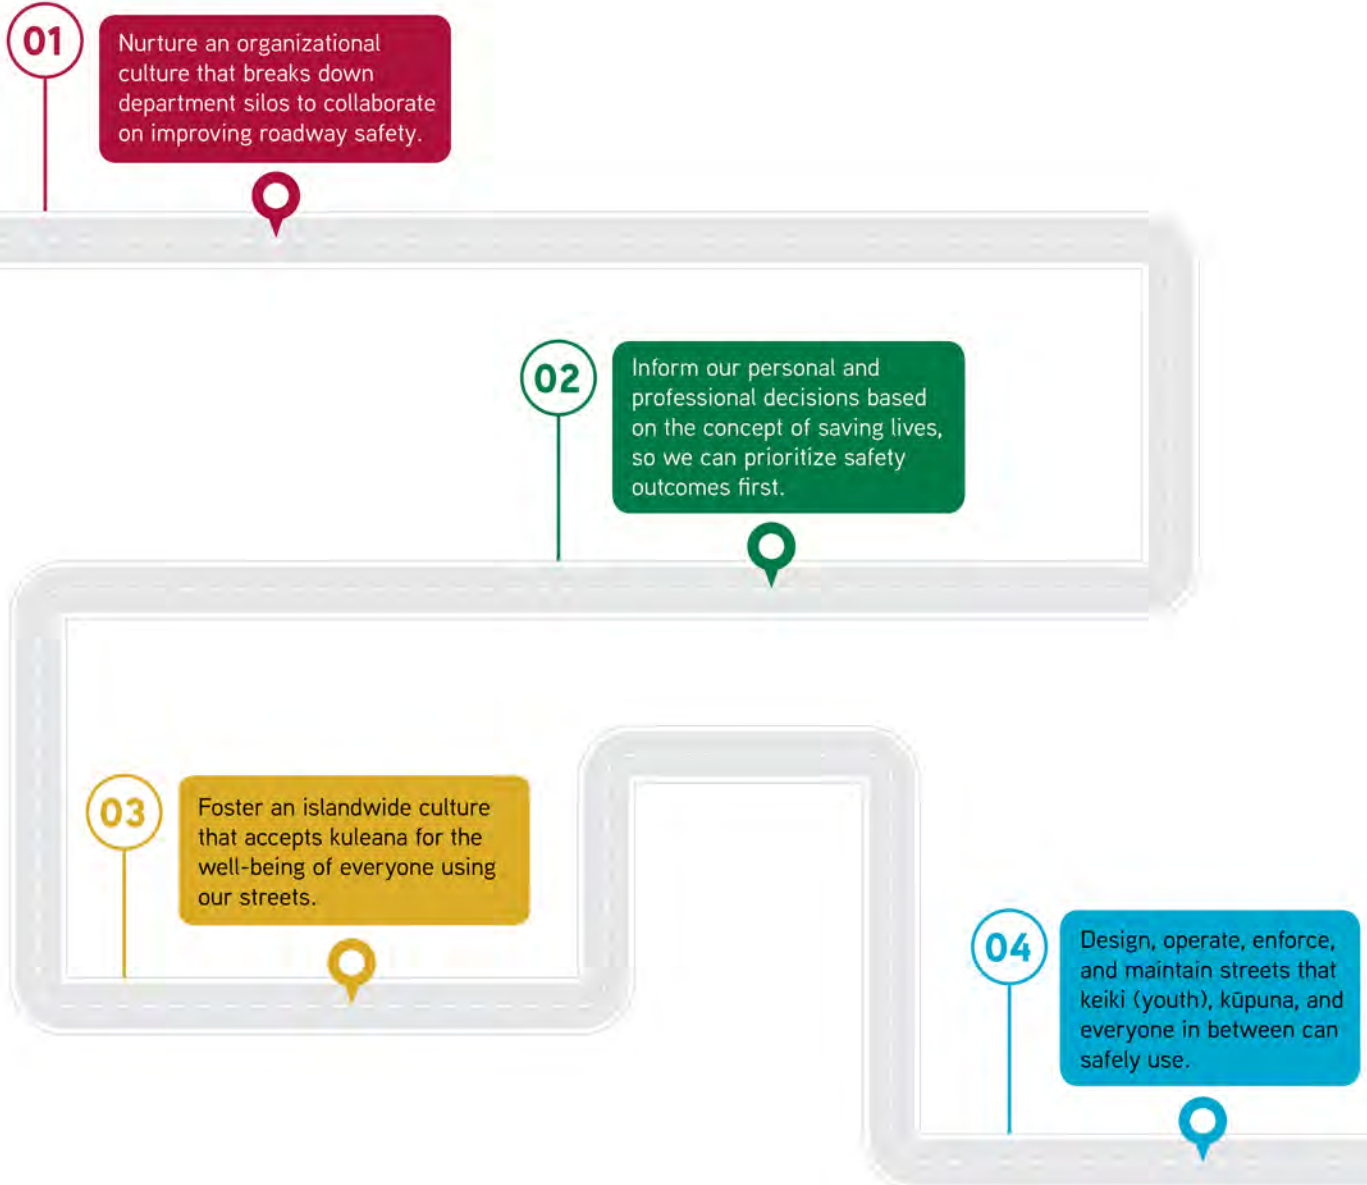 01
Nurture an organizational
culture that breaks down
department silos to collaborate
on improving roadway safety.
02
Inform our personal and
professional decisions based
on the concept of saving lives,
so we can prioritize safety
outcomes first.
03
Foster an islandwide culture
that accepts kuleana for the
well-being of everyone using
our streets.
04
Design, operate, enforce,
and maintain streets that
keiki (youth), kūpuna, and
everyone in between can
safely use.